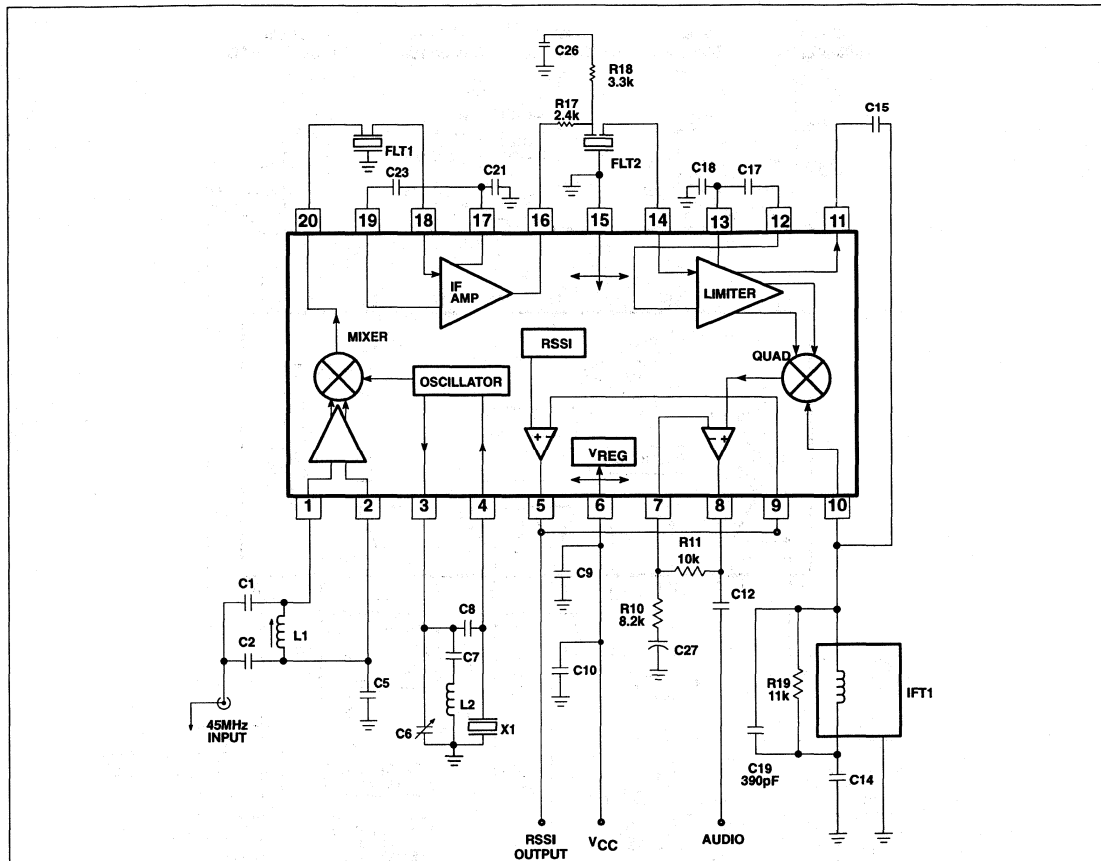 C26
R18
3.3k
R17
2.4k
C15
FLT1
FLT2
C23
C21
C18
C17
20
19
18
17
16
15
14
13
12
11
IF
AMP
LIMITER
MIXER
RSSI
QUAD
OSCILLATOR
+ −
− +
VREG
1
2
3
4
5
6
7
8
9
10
R11
10k
C1
C9
C8
R10
8.2k
C12
L1
C2
C7
C27
C5
C10
L2
R19
11k
IFT1
C6
X1
45MHz
INPUT
C19
390pF
C14
RSSI
OUTPUT
VCC
AUDIO